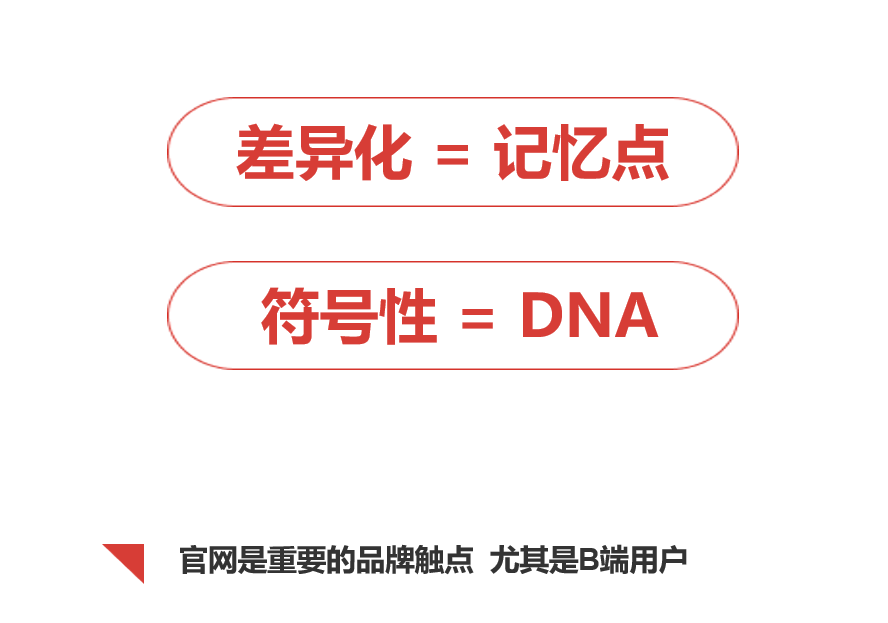 差异化 = 记忆点
符号性 = DNA
官网是重要的品牌触点 尤其是B端用户